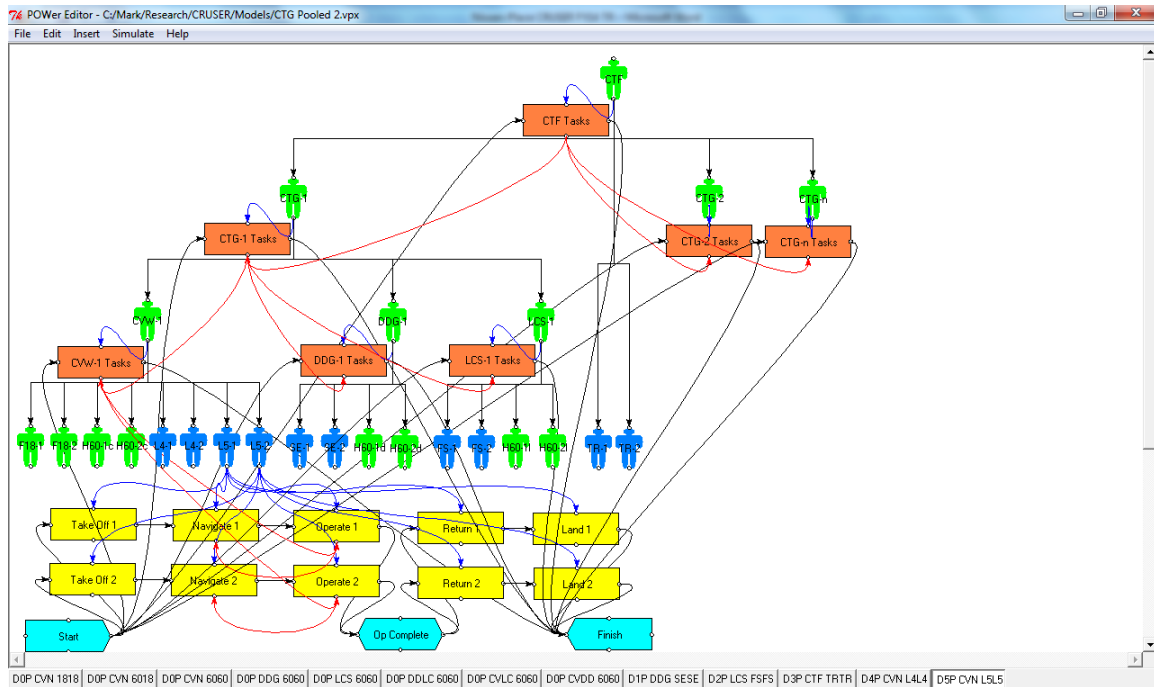 POWer Editor - C:/Mark/Research/CRUSER/Models/CTG Pooled 2.vpx
File Edit Insert Simulate Help
CTF
CTF Tasks
CTG-1 CTG-2 CTG-n
CTG-1 Tasks CTG-2 Tasks CTG-n Tasks
CVW-1 DDG-1 LCS-1
CVW-1 Tasks DDG-1 Tasks LCS-1 Tasks
F18-1 F18-2 H60-1c H60-2c L4-1 L4-2 L5-1 L5-2 SE-1 SE-2 H60-1d H60-2d FS-1 FS-2 H60-1l H60-2l TR-1 TR-2
Take Off 1 Navigate 1 Operate 1 Return 1 Land 1
Take Off 2 Navigate 2 Operate 2 Return 2 Land 2
Start Op Complete Finish
D0P CVN 1818 D0P CVN 6018 D0P CVN 6060 D0P DDG 6060 D0P LCS 6060 D0P DDLC 6060 D0P CVLC 6060 D0P CVDD 6060 D1P DDG SESE D2P LCS FSFS D3P CTF TRTR D4P CVN L4L4 D5P CVN L5L5